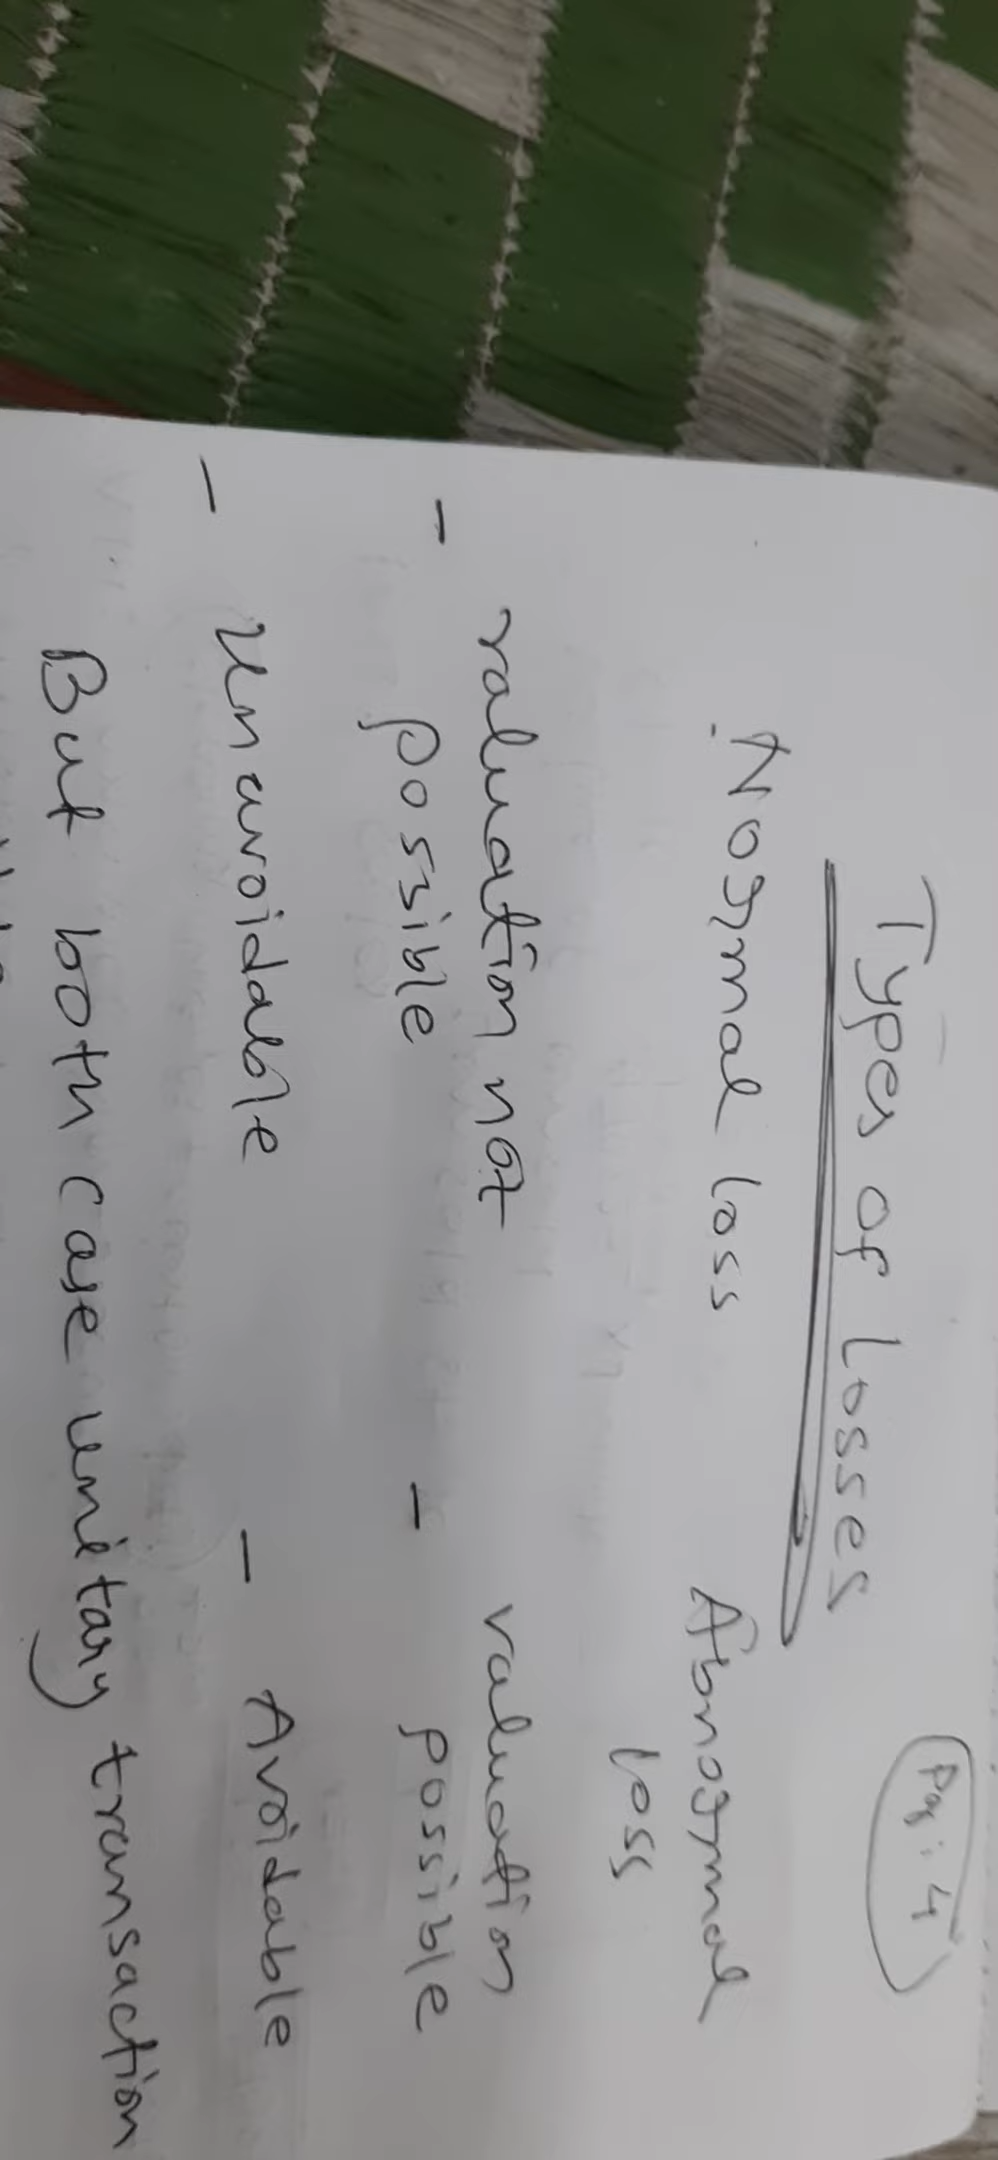 Pag: 4
Types of Losses
Normal loss    Abnormal
loss
- valuation not    - valuation
possible    possible
- Unavoidable    - Avoidable
But both case unitary transaction